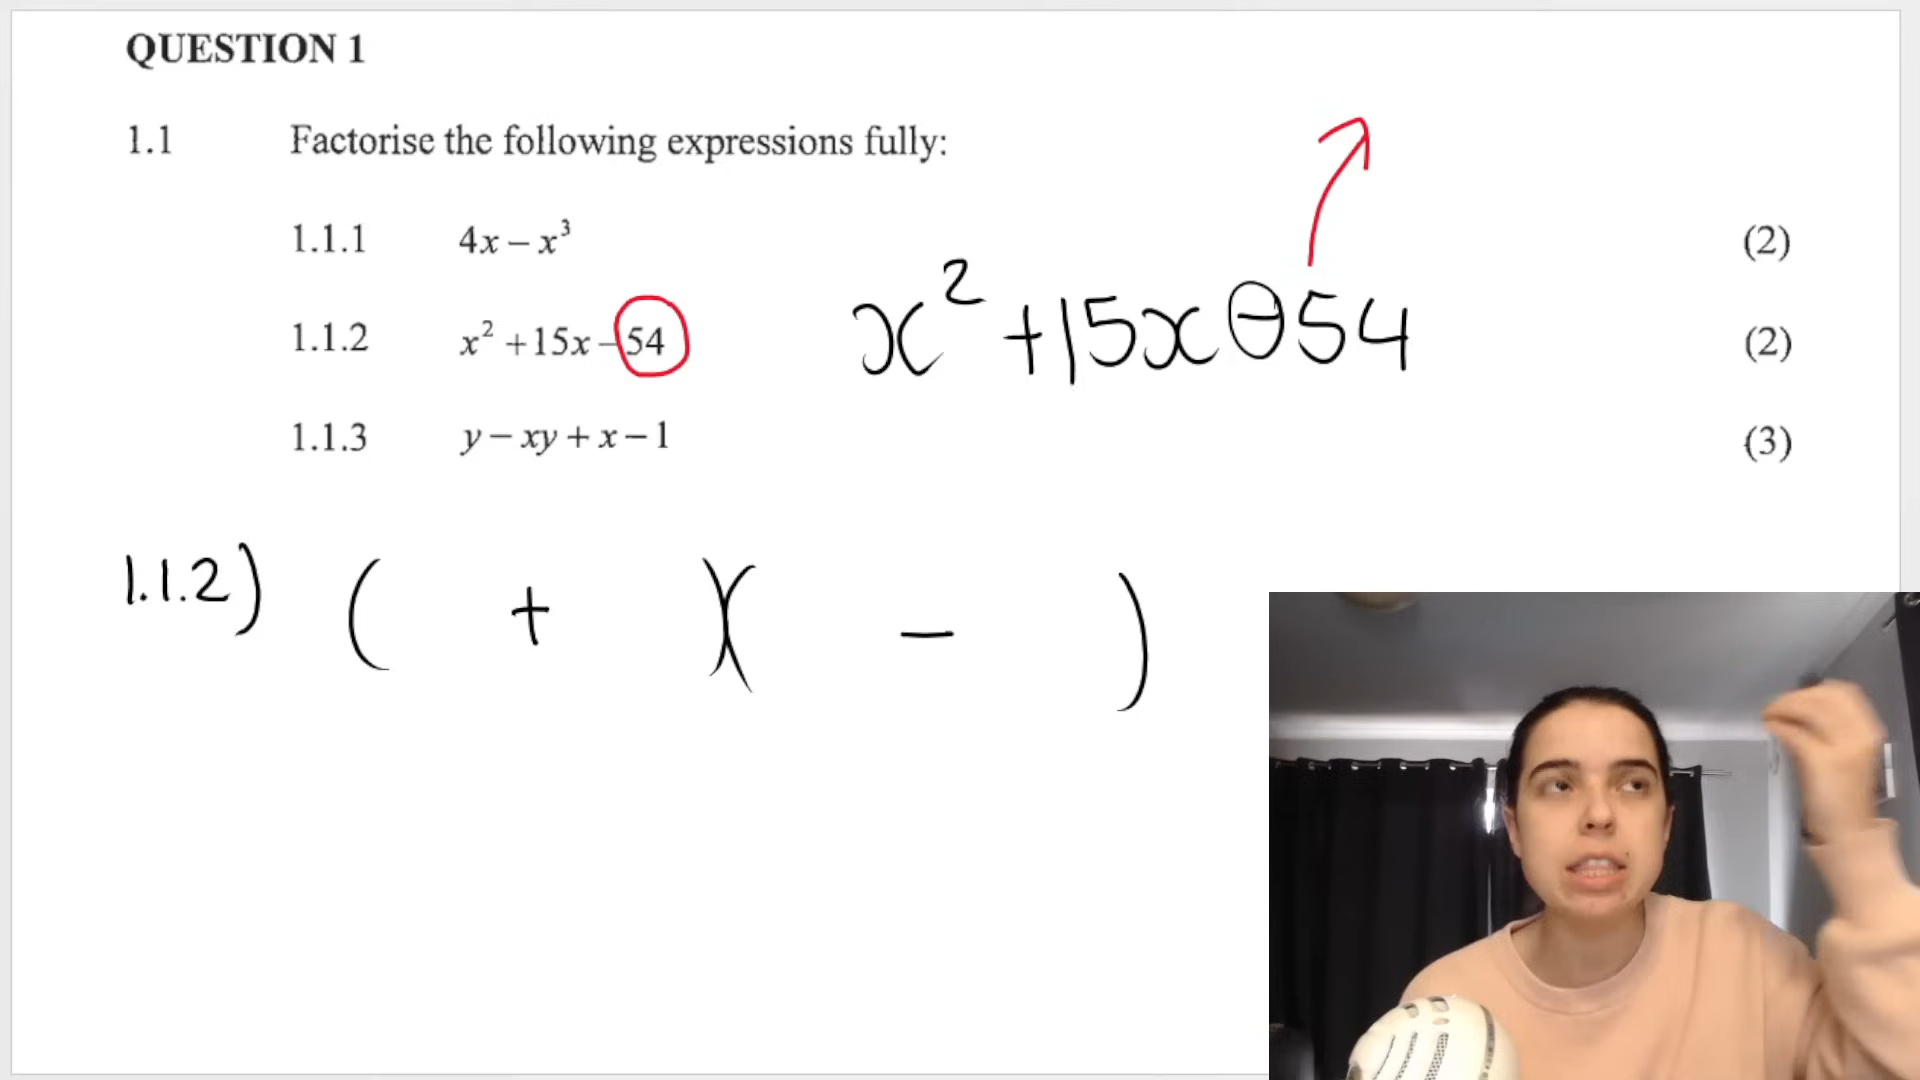 QUESTION 1
1.1 Factorise the following expressions fully:
1.1.1 4x – x³ (2)
1.1.2 x² + 15x – 54 (2)
x² + 15x – 54
1.1.3 y – xy + x – 1 (3)
1.1.2) ( + )( – )